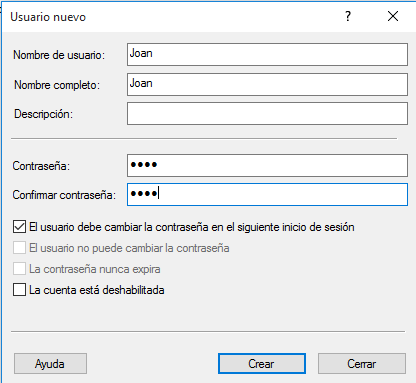 Usuario nuevo
Nombre de usuario: Joan
Nombre completo: Joan
Descripción:
Contraseña: ●●●●
Confirmar contraseña: ●●●●
El usuario debe cambiar la contraseña en el siguiente inicio de sesión
El usuario no puede cambiar la contraseña
La contraseña nunca expira
La cuenta está deshabilitada
Ayuda Crear Cerrar